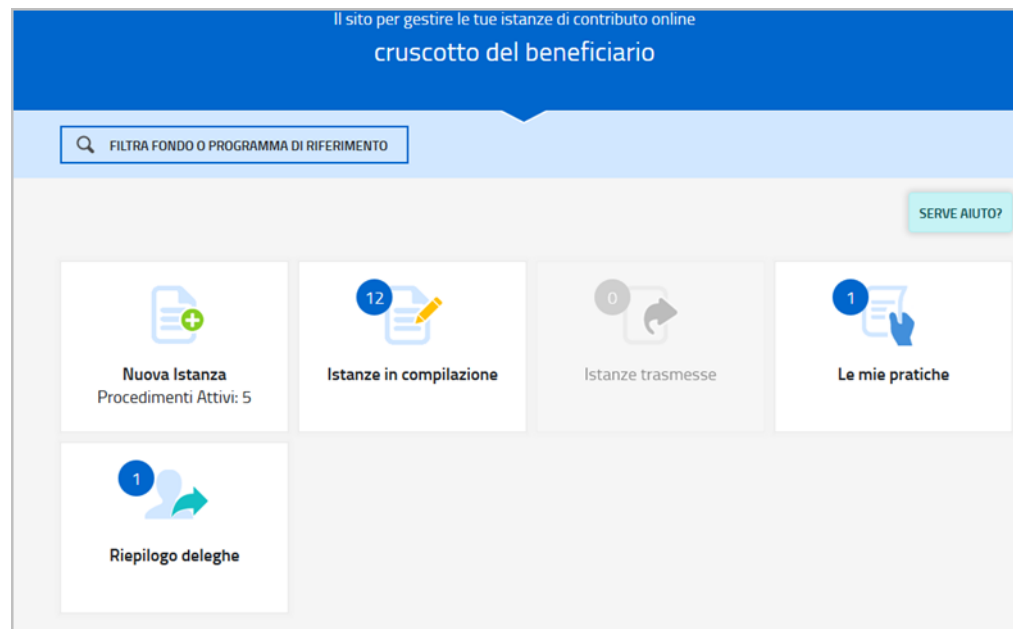 Il sito per gestire le tue istanze di contributo online
cruscotto del beneficiario
FILTRA FONDO O PROGRAMMA DI RIFERIMENTO
SERVE AIUTO?
Nuova Istanza
Procedimenti Attivi: 5
12
Istanze in compilazione
0
Istanze trasmesse
1
Le mie pratiche
1
Riepilogo deleghe